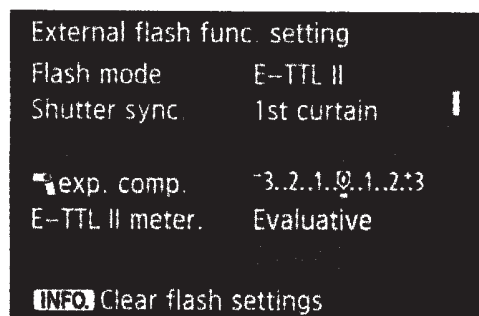 External flash func. setting
Flash mode E-TTL II
Shutter sync. 1st curtain
exp. comp. -3..2..1..0..1..2..+3
E-TTL II meter. Evaluative
INFO. Clear flash settings